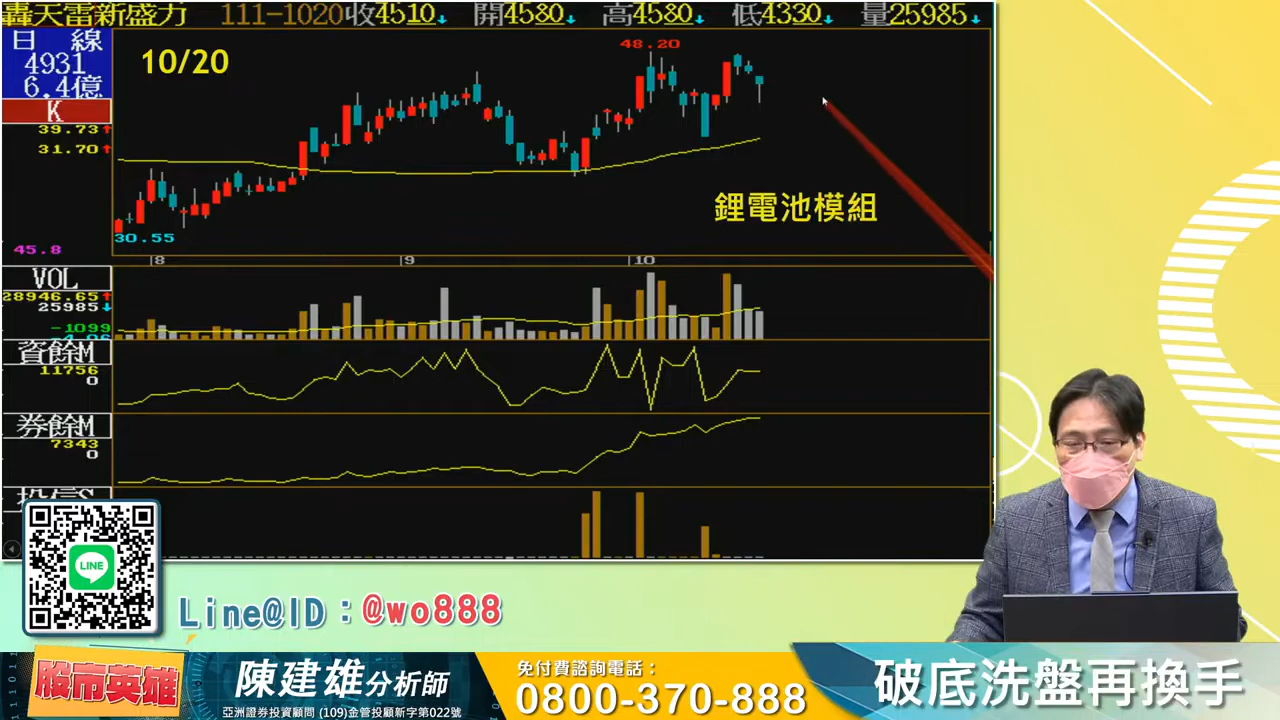 轟天雷新盛力 111-1020收4510↓ 開4580↓ 高4580↓ 低4330↓ 量25985↓
日 線
4931
6.4億
K
39.73↑
31.70↑
45.8
10/20
48.20
鋰電池模組
30.55
8 9 10
VOL
28946.65↑
25985↓
-1099
資餘M
11756
0
券餘M
7343
0
投信S
LINE
Line@ID：@wo888
股市英雄
陳建雄分析師
亞洲證券投資顧問 (109)金管投顧新字第022號
免付費諮詢電話：
0800-370-888
破底洗盤再換手